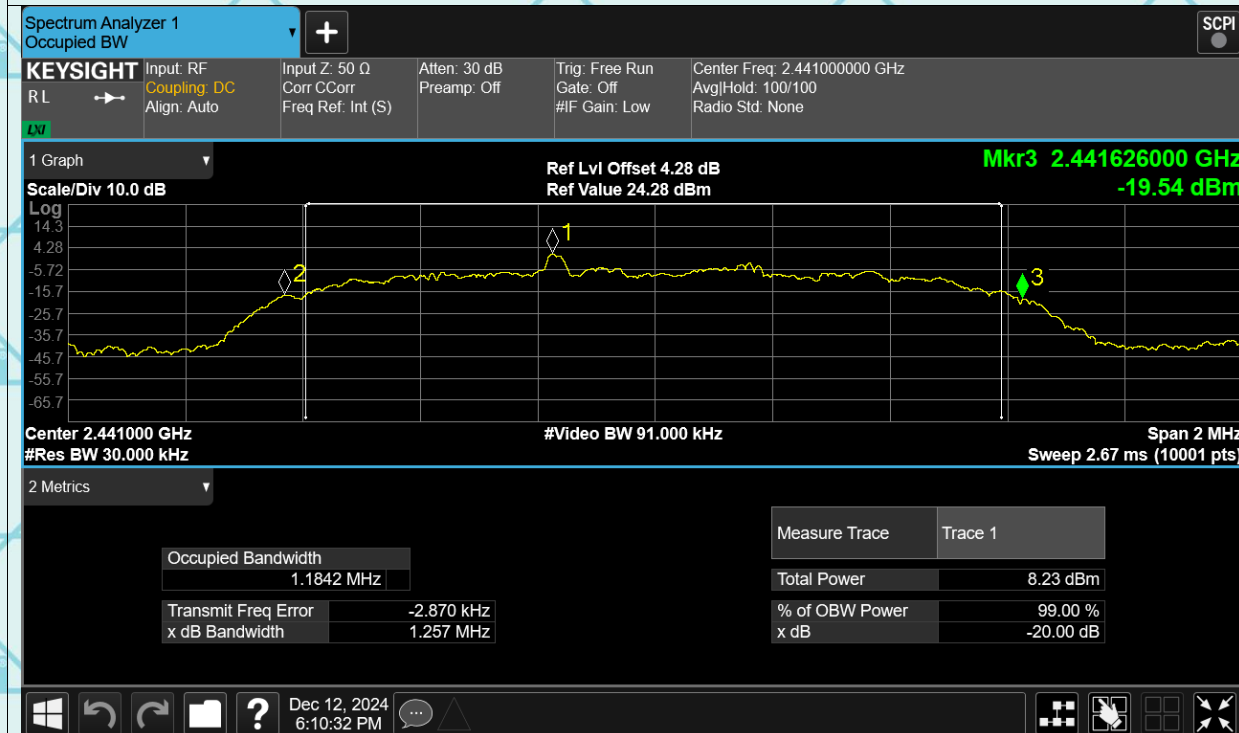 Spectrum Analyzer 1
Occupied BW
+
SCPI
KEYSIGHT
RL
LXI
Input: RF
Coupling: DC
Align: Auto
Input Z: 50 Ω
Corr CCorr
Freq Ref: Int (S)
Atten: 30 dB
Preamp: Off
Trig: Free Run
Gate: Off
#IF Gain: Low
Center Freq: 2.441000000 GHz
Avg|Hold: 100/100
Radio Std: None
1 Graph
Scale/Div 10.0 dB
Ref Lvl Offset 4.28 dB
Ref Value 24.28 dBm
Mkr3 2.441626000 GHz
-19.54 dBm
Log
14.3
4.28
-5.72
-15.7
-25.7
-35.7
-45.7
-55.7
-65.7
1
2
3
Center 2.441000 GHz
#Video BW 91.000 kHz
Span 2 MHz
#Res BW 30.000 kHz
Sweep 2.67 ms (10001 pts)
2 Metrics
Occupied Bandwidth
1.1842 MHz
Transmit Freq Error -2.870 kHz
x dB Bandwidth 1.257 MHz
Measure Trace Trace 1
Total Power 8.23 dBm
% of OBW Power 99.00 %
x dB -20.00 dB
?
Dec 12, 2024
6:10:32 PM